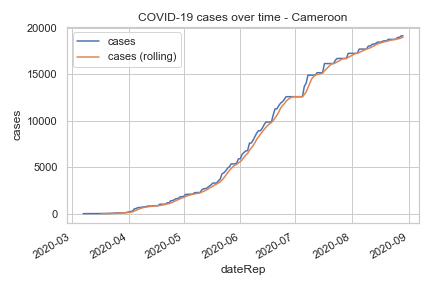 COVID-19 cases over time - Cameroon
cases
cases (rolling)
20000
15000
10000
5000
0
cases
2020-03
2020-04
2020-05
2020-06
2020-07
2020-08
2020-09
dateRep